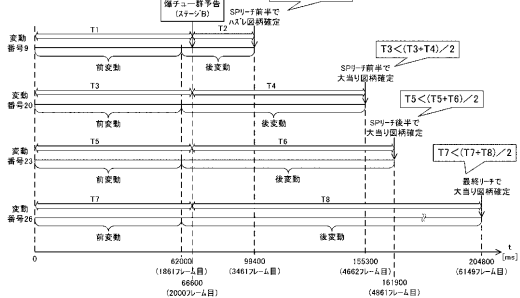 爆チュー群予告
(ステージB)
SPリーチ前半で
ハズレ図柄確定
T1
T2
変動
番号9
前変動
後変動
T3<(T3+T4)/2
SPリーチ前半で
大当り図柄確定
T3
T4
変動
番号20
前変動
後変動
T5<(T5+T6)/2
SPリーチ後半で
大当り図柄確定
T5
T6
変動
番号23
前変動
後変動
T7<(T7+T8)/2
最終リーチで
大当り図柄確定
T7
T8
変動
番号26
前変動
後変動
t
[ms]
0
62000
(1861フレーム目)
66600
(2000フレーム目)
99400
(3461フレーム目)
155300
(4662フレーム目)
161900
(4861フレーム目)
204800
(6149フレーム目)